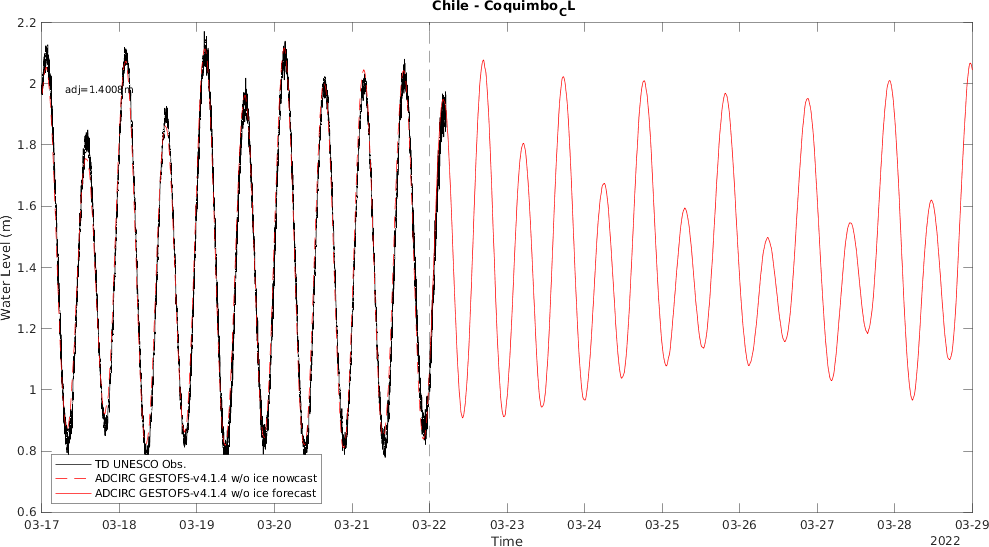 Chile - Coquimbo_CL
2.2
2
1.8
1.6
1.4
1.2
1
0.8
0.6
Water Level (m)
adj=1.4008m
TD UNESCO Obs.
ADCIRC GESTOFS-v4.1.4 w/o ice nowcast
ADCIRC GESTOFS-v4.1.4 w/o ice forecast
03-17 03-18 03-19 03-20 03-21 03-22 03-23 03-24 03-25 03-26 03-27 03-28 03-29
Time
2022